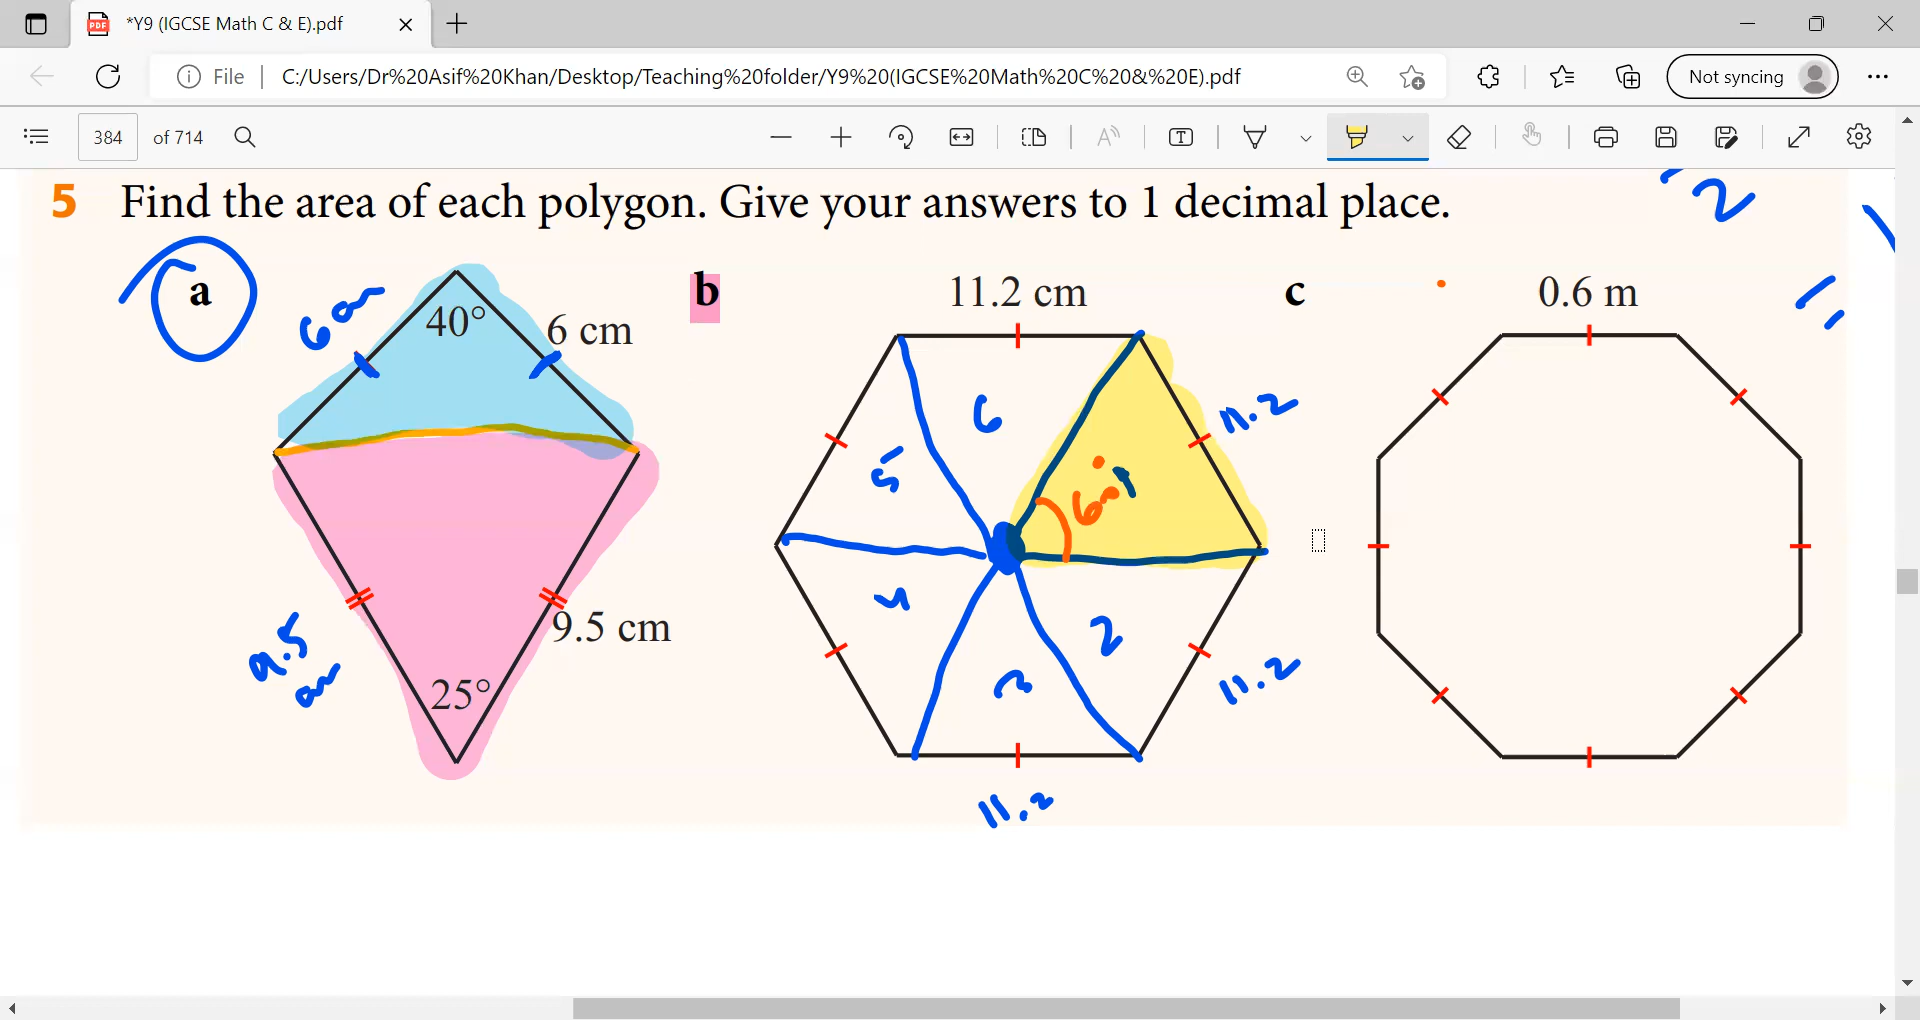 *Y9 (IGCSE Math C & E).pdf
File C:/Users/Dr%20Asif%20Khan/Desktop/Teaching%20folder/Y9%20(IGCSE%20Math%20C%20&%20E).pdf Not syncing
384 of 714
5 Find the area of each polygon. Give your answers to 1 decimal place.
2
a b 11.2 cm c 0.6 m
6 cm 40° 6 cm
6 11.2
5 60° 1
4 2
9.5 cm 9.5 cm
25° 3 11.2
11.2